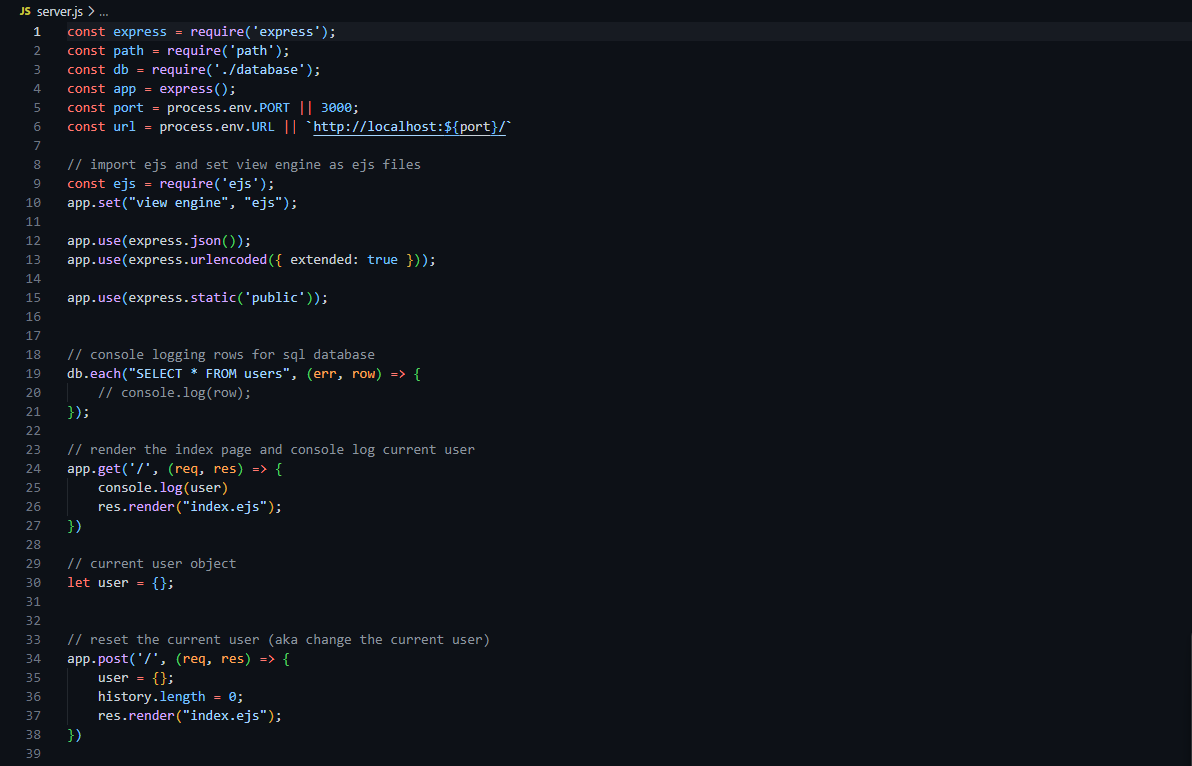 JS server.js > ...
1 const express = require('express');
2 const path = require('path');
3 const db = require('./database');
4 const app = express();
5 const port = process.env.PORT || 3000;
6 const url = process.env.URL || `http://localhost:${port}/`
7
8 // import ejs and set view engine as ejs files
9 const ejs = require('ejs');
10 app.set("view engine", "ejs");
11
12 app.use(express.json());
13 app.use(express.urlencoded({ extended: true }));
14
15 app.use(express.static('public'));
16
17
18 // console logging rows for sql database
19 db.each("SELECT * FROM users", (err, row) => {
20     // console.log(row);
21 });
22
23 // render the index page and console log current user
24 app.get('/', (req, res) => {
25     console.log(user)
26     res.render("index.ejs");
27 })
28
29 // current user object
30 let user = {};
31
32
33 // reset the current user (aka change the current user)
34 app.post('/', (req, res) => {
35     user = {};
36     history.length = 0;
37     res.render("index.ejs");
38 })
39